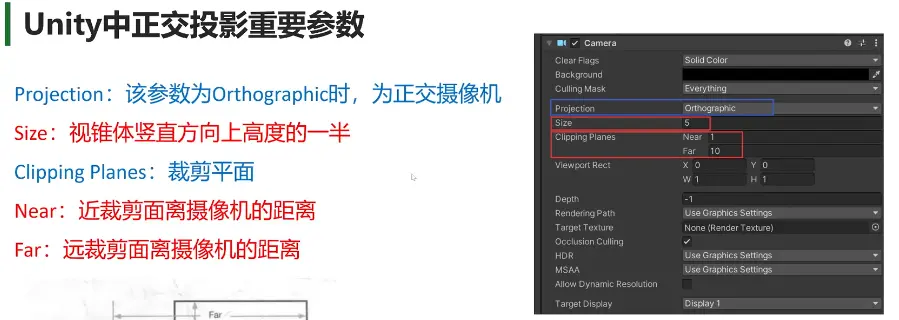 Unity中正交投影重要参数
Projection：该参数为Orthographic时，为正交摄像机
Size：视锥体竖直方向上高度的一半
Clipping Planes：裁剪平面
Near：近裁剪面离摄像机的距离
Far：远裁剪面离摄像机的距离
Far
Camera
Clear Flags Solid Color
Background
Culling Mask Everything
Projection Orthographic
Size 5
Clipping Planes Near 1
Far 10
Viewport Rect X 0 Y 0
W 1 H 1
Depth -1
Rendering Path Use Graphics Settings
Target Texture None (Render Texture)
Occlusion Culling
HDR Use Graphics Settings
MSAA Use Graphics Settings
Allow Dynamic Resolution
Target Display Display 1